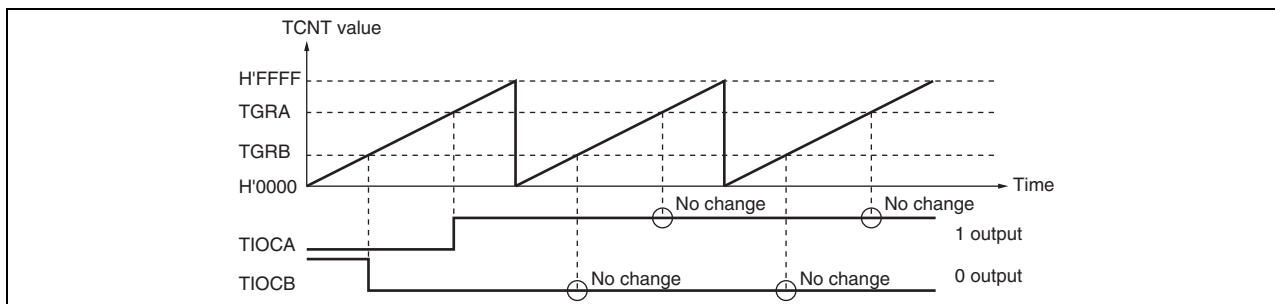 TCNT value
H'FFFF
TGRA
TGRB
H'0000
Time
No change No change
1 output
TIOCA
No change No change
0 output
TIOCB